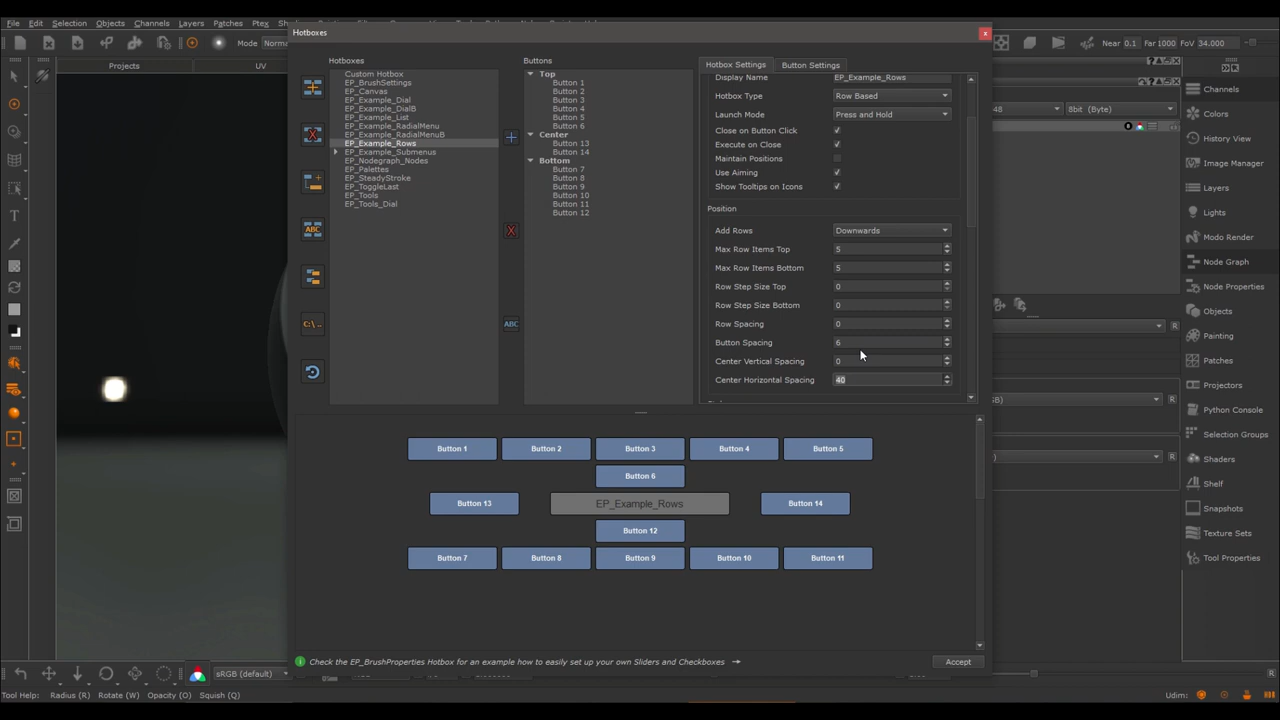 File Edit Selection Objects Channels Layers Patches Ptex
Hotboxes
Mode Norma
Near 0.1 Far 1000 FoV 34.000
Projects
UV
Hotboxes
Custom Hotbox
EP_BrushSettings
EP_Canvas
EP_Example_Dial
EP_Example_DialB
EP_Example_List
EP_Example_RadialMenu
EP_Example_RadialMenuB
EP_Example_Rows
EP_Example_Submenus
EP_Nodegraph_Nodes
EP_Palettes
EP_SteadyStroke
EP_ToggleLast
EP_Tools
EP_Tools_Dial
ABC
C:\ ..
Buttons
Top
Button 1
Button 2
Button 3
Button 4
Button 5
Button 6
Center
Button 13
Button 14
Bottom
Button 7
Button 8
Button 9
Button 10
Button 11
Button 12
X
ABC
Hotbox Settings
Button Settings
Display Name EP_Example_Rows
Hotbox Type Row Based
Launch Mode Press and Hold
Close on Button Click
Execute on Close
Maintain Positions
Use Aiming
Show Tooltips on Icons
Position
Add Rows Downwards
Max Row Items Top 5
Max Row Items Bottom 5
Row Step Size Top 0
Row Step Size Bottom 0
Row Spacing 0
Button Spacing 6
Center Vertical Spacing 0
Center Horizontal Spacing 40
Button 1 Button 2 Button 3 Button 4 Button 5
Button 6
Button 13 EP_Example_Rows Button 14
Button 12
Button 7 Button 8 Button 9 Button 10 Button 11
Check the EP_BrushProperties Hotbox for an example how to easily set up your own Sliders and Checkboxes
Accept
48
8bit (Byte)
R
GB)
R
R
Channels
Colors
History View
Image Manager
Layers
Lights
Modo Render
Node Graph
Node Properties
Objects
Painting
Patches
Projectors
Python Console
Selection Groups
Shaders
Shelf
Snapshots
Texture Sets
Tool Properties
sRGB (default)
R
Tool Help: Radius (R) Rotate (W) Opacity (O) Squish (Q)
Udim: